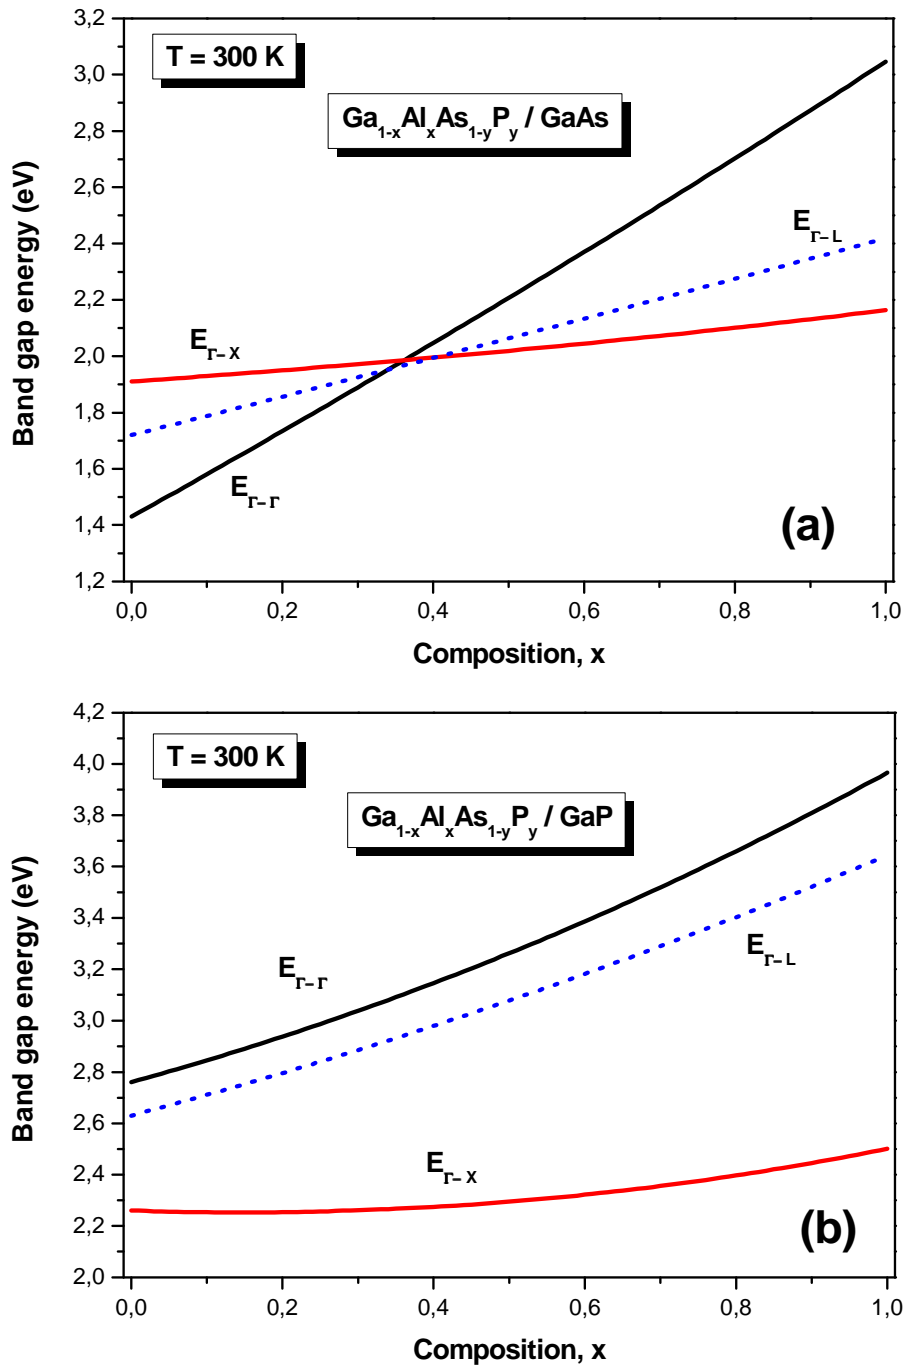 3,2
T = 300 K
3,0
Ga1-xAlxAs1-yPy / GaAs
2,8
2,6
2,4
EΓ–L
2,2
EΓ–X
2,0
1,8
1,6
EΓ–Γ
1,4
(a)
1,2
0,0 0,2 0,4 0,6 0,8 1,0
Composition, x
Band gap energy (eV)
4,2
T = 300 K
4,0
Ga1-xAlxAs1-yPy / GaP
3,8
3,6
3,4
EΓ–L
3,2
EΓ–Γ
3,0
2,8
2,6
2,4
EΓ–X
2,2
(b)
2,0
0,0 0,2 0,4 0,6 0,8 1,0
Composition, x
Band gap energy (eV)